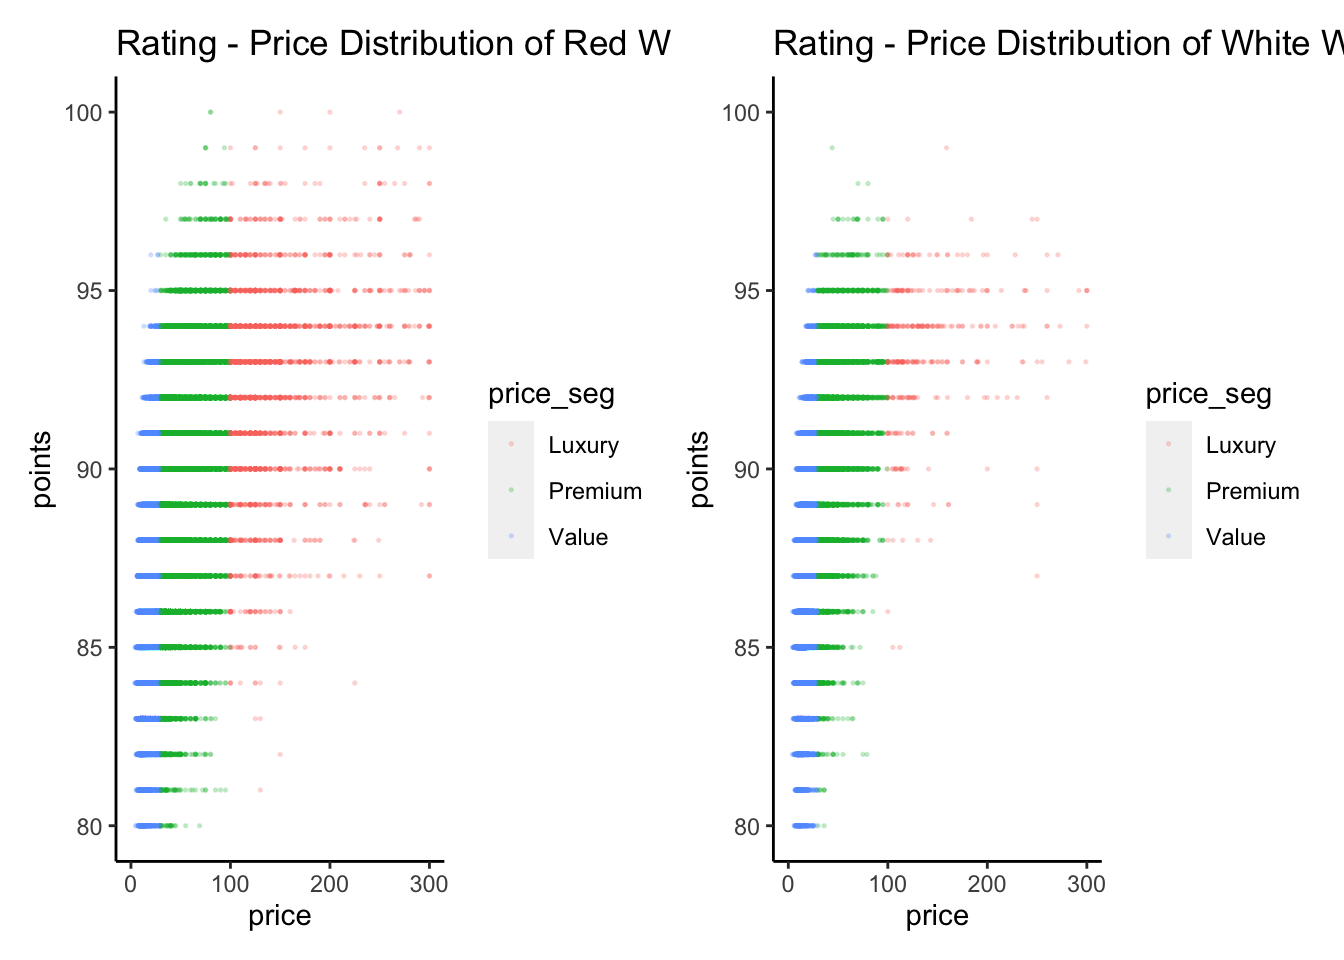 Rating - Price Distribution of Red W
100
95
90
85
80
points
0 100 200 300
price
price_seg
Luxury
Premium
Value
Rating - Price Distribution of White W
100
95
90
85
80
points
0 100 200 300
price
price_seg
Luxury
Premium
Value